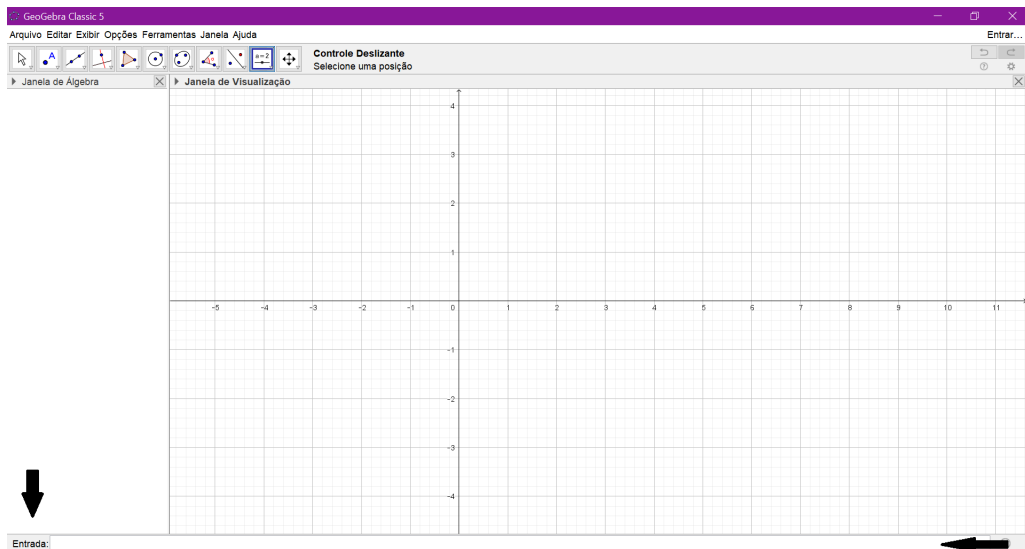 GeoGebra Classic 5
Arquivo Editar Exibir Opções Ferramentas Janela Ajuda
Entrar...
A
a=2
Controle Deslizante
Selecione uma posição
Janela de Álgebra
Janela de Visualização
4
3
2
1
-5 -4 -3 -2 -1 0 1 2 3 4 5 6 7 8 9 10 11
-1
-2
-3
-4
Entrada: